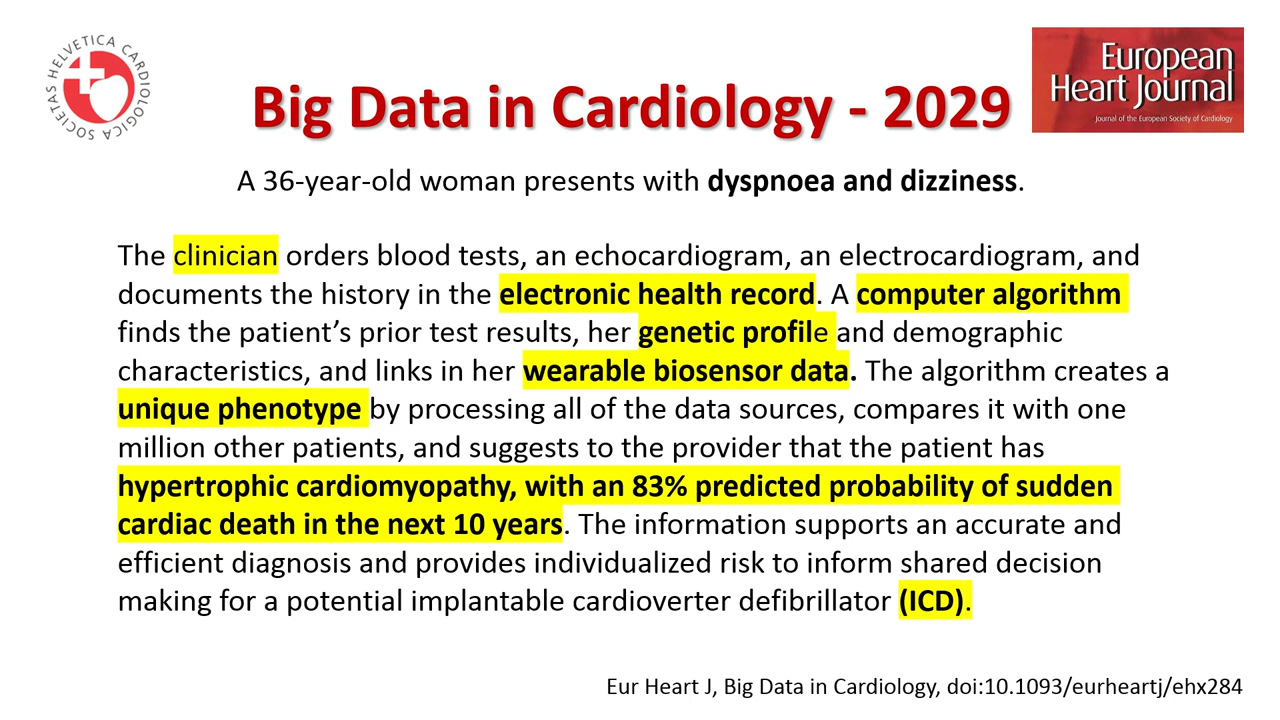 SOCIETAS HELVETICA CARDIOLOGICA
European
Heart Journal
Journal of the European Society of Cardiology
Big Data in Cardiology - 2029
A 36-year-old woman presents with dyspnoea and dizziness.
The clinician orders blood tests, an echocardiogram, an electrocardiogram, and
documents the history in the electronic health record. A computer algorithm
finds the patient’s prior test results, her genetic profile and demographic
characteristics, and links in her wearable biosensor data. The algorithm creates a
unique phenotype by processing all of the data sources, compares it with one
million other patients, and suggests to the provider that the patient has
hypertrophic cardiomyopathy, with an 83% predicted probability of sudden
cardiac death in the next 10 years. The information supports an accurate and
efficient diagnosis and provides individualized risk to inform shared decision
making for a potential implantable cardioverter defibrillator (ICD).
Eur Heart J, Big Data in Cardiology, doi:10.1093/eurheartj/ehx284